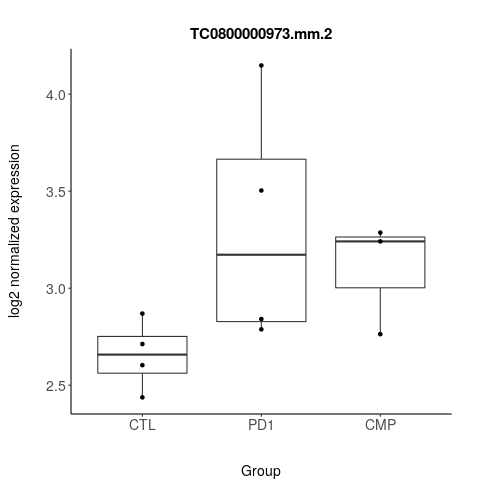 TC0800000973.mm.2
log2 normalized expression
4.0
3.5
3.0
2.5
CTL PD1 CMP
Group